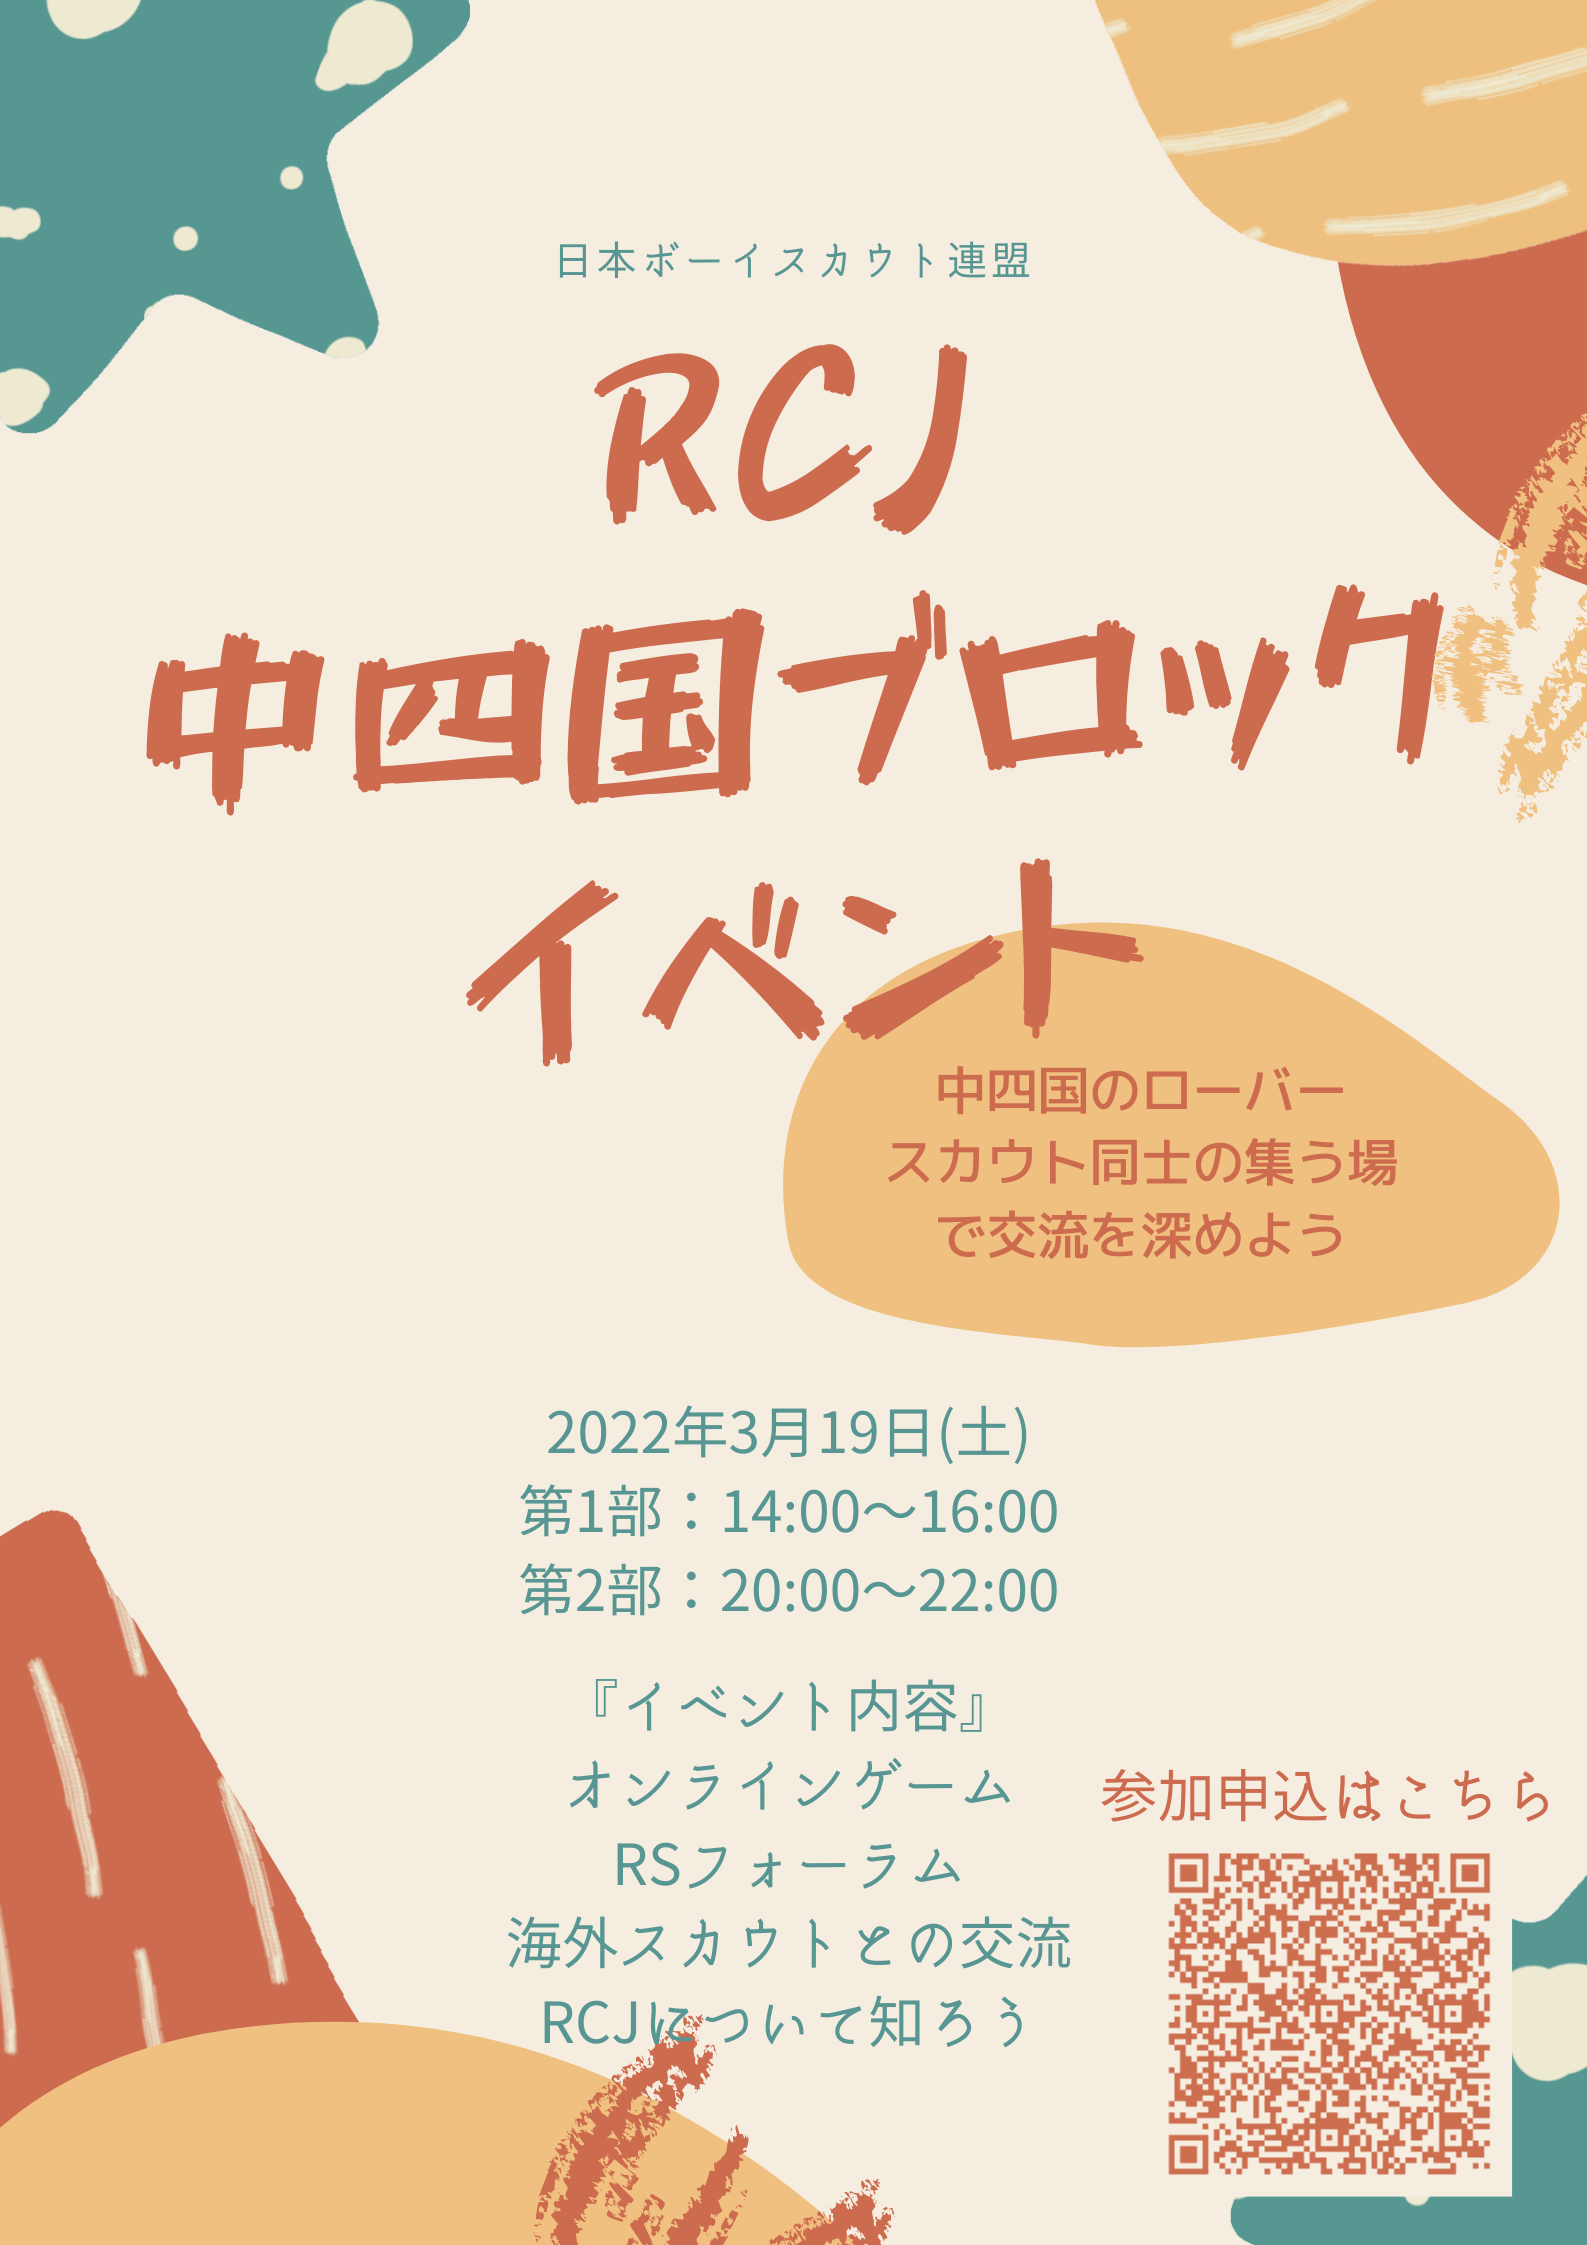 日本ボーイスカウト連盟
RCJ
中四国ブロック
イベント
中四国のローバー
スカウト同士の集う場
で交流を深めよう
2022年3月19日(土)
第1部：14:00～16:00
第2部：20:00～22:00
『イベント内容』
オンラインゲーム
RSフォーラム
海外スカウトとの交流
RCJについて知ろう
参加申込はこちら